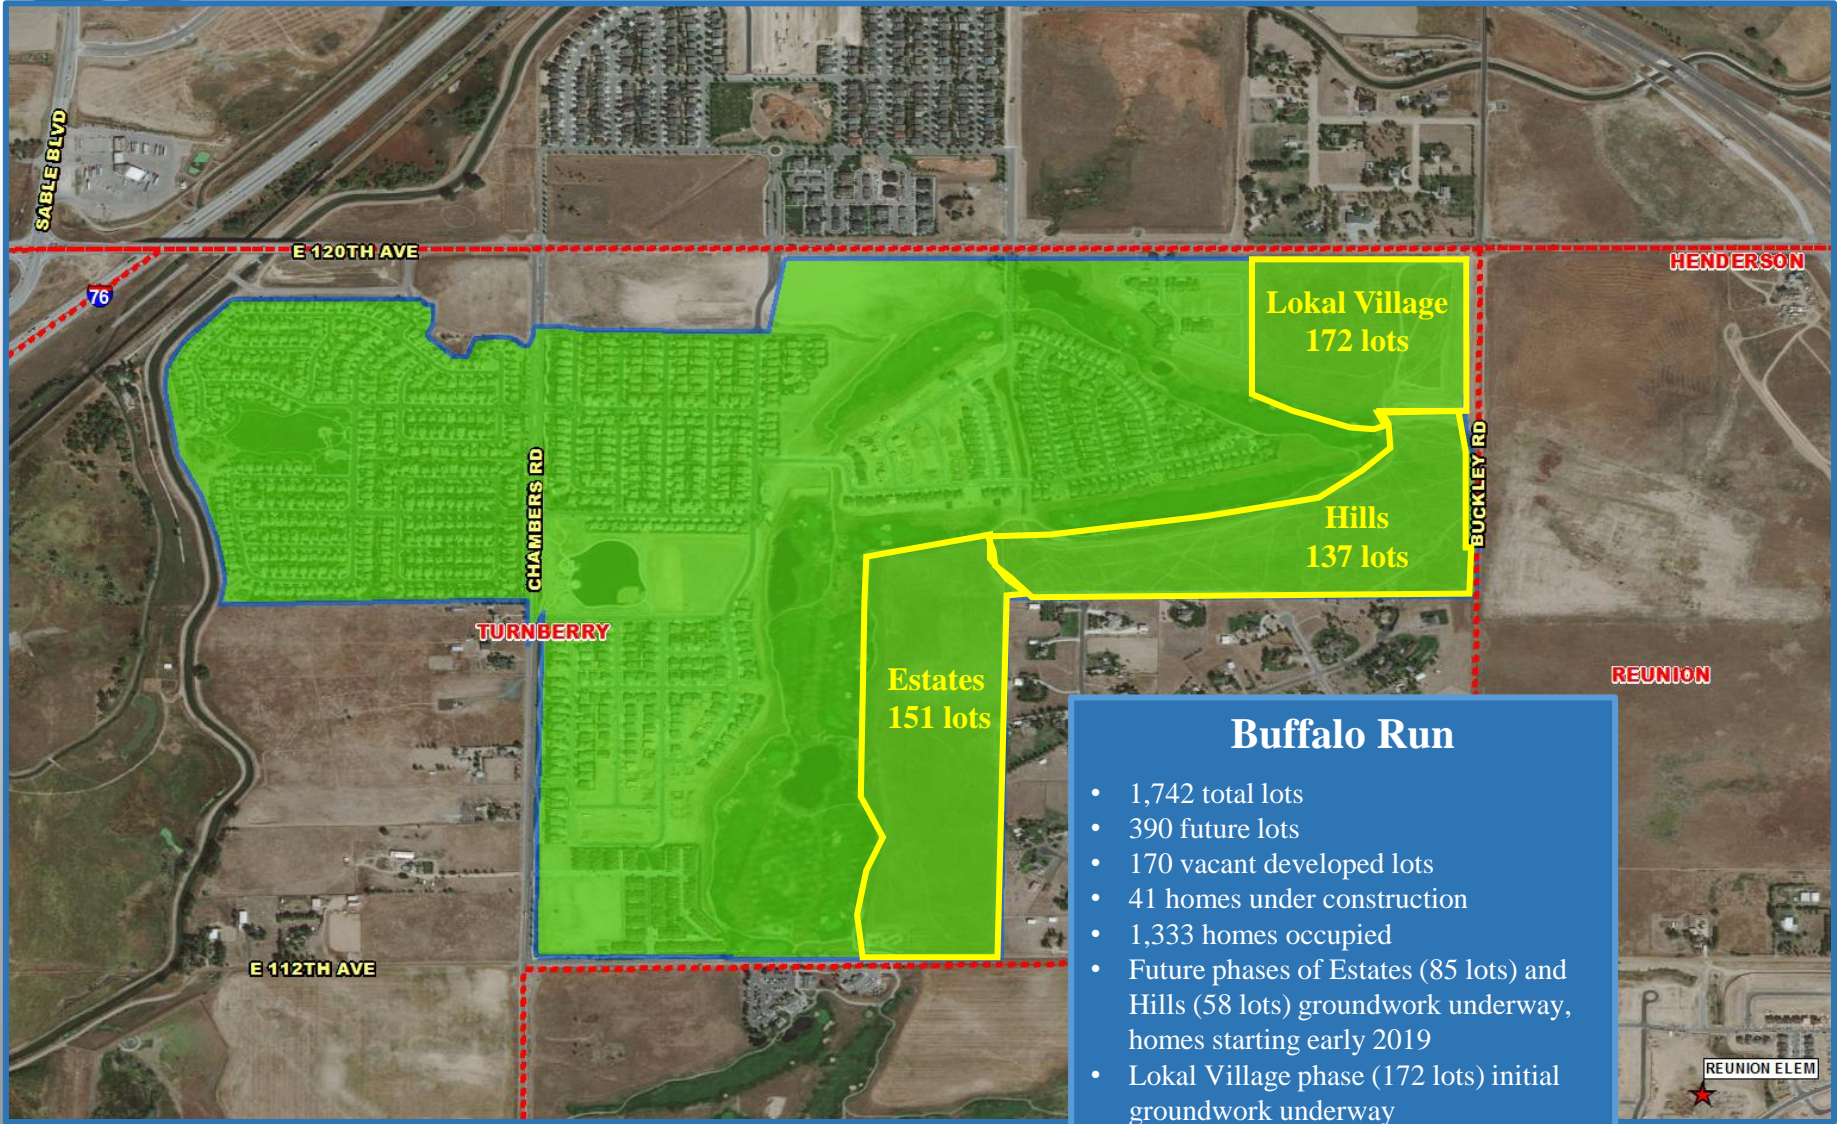 SABLE BLVD
E 120TH AVE
HENDERSON
76
Lokal Village
172 lots
CHAMBERS RD
BUCKLEY RD
Hills
137 lots
TURNBERRY
REUNION
Estates
151 lots
Buffalo Run
• 1,742 total lots
• 390 future lots
• 170 vacant developed lots
• 41 homes under construction
• 1,333 homes occupied
• Future phases of Estates (85 lots) and
Hills (58 lots) groundwork underway,
homes starting early 2019
• Lokal Village phase (172 lots) initial
groundwork underway
E 112TH AVE
REUNION ELEM